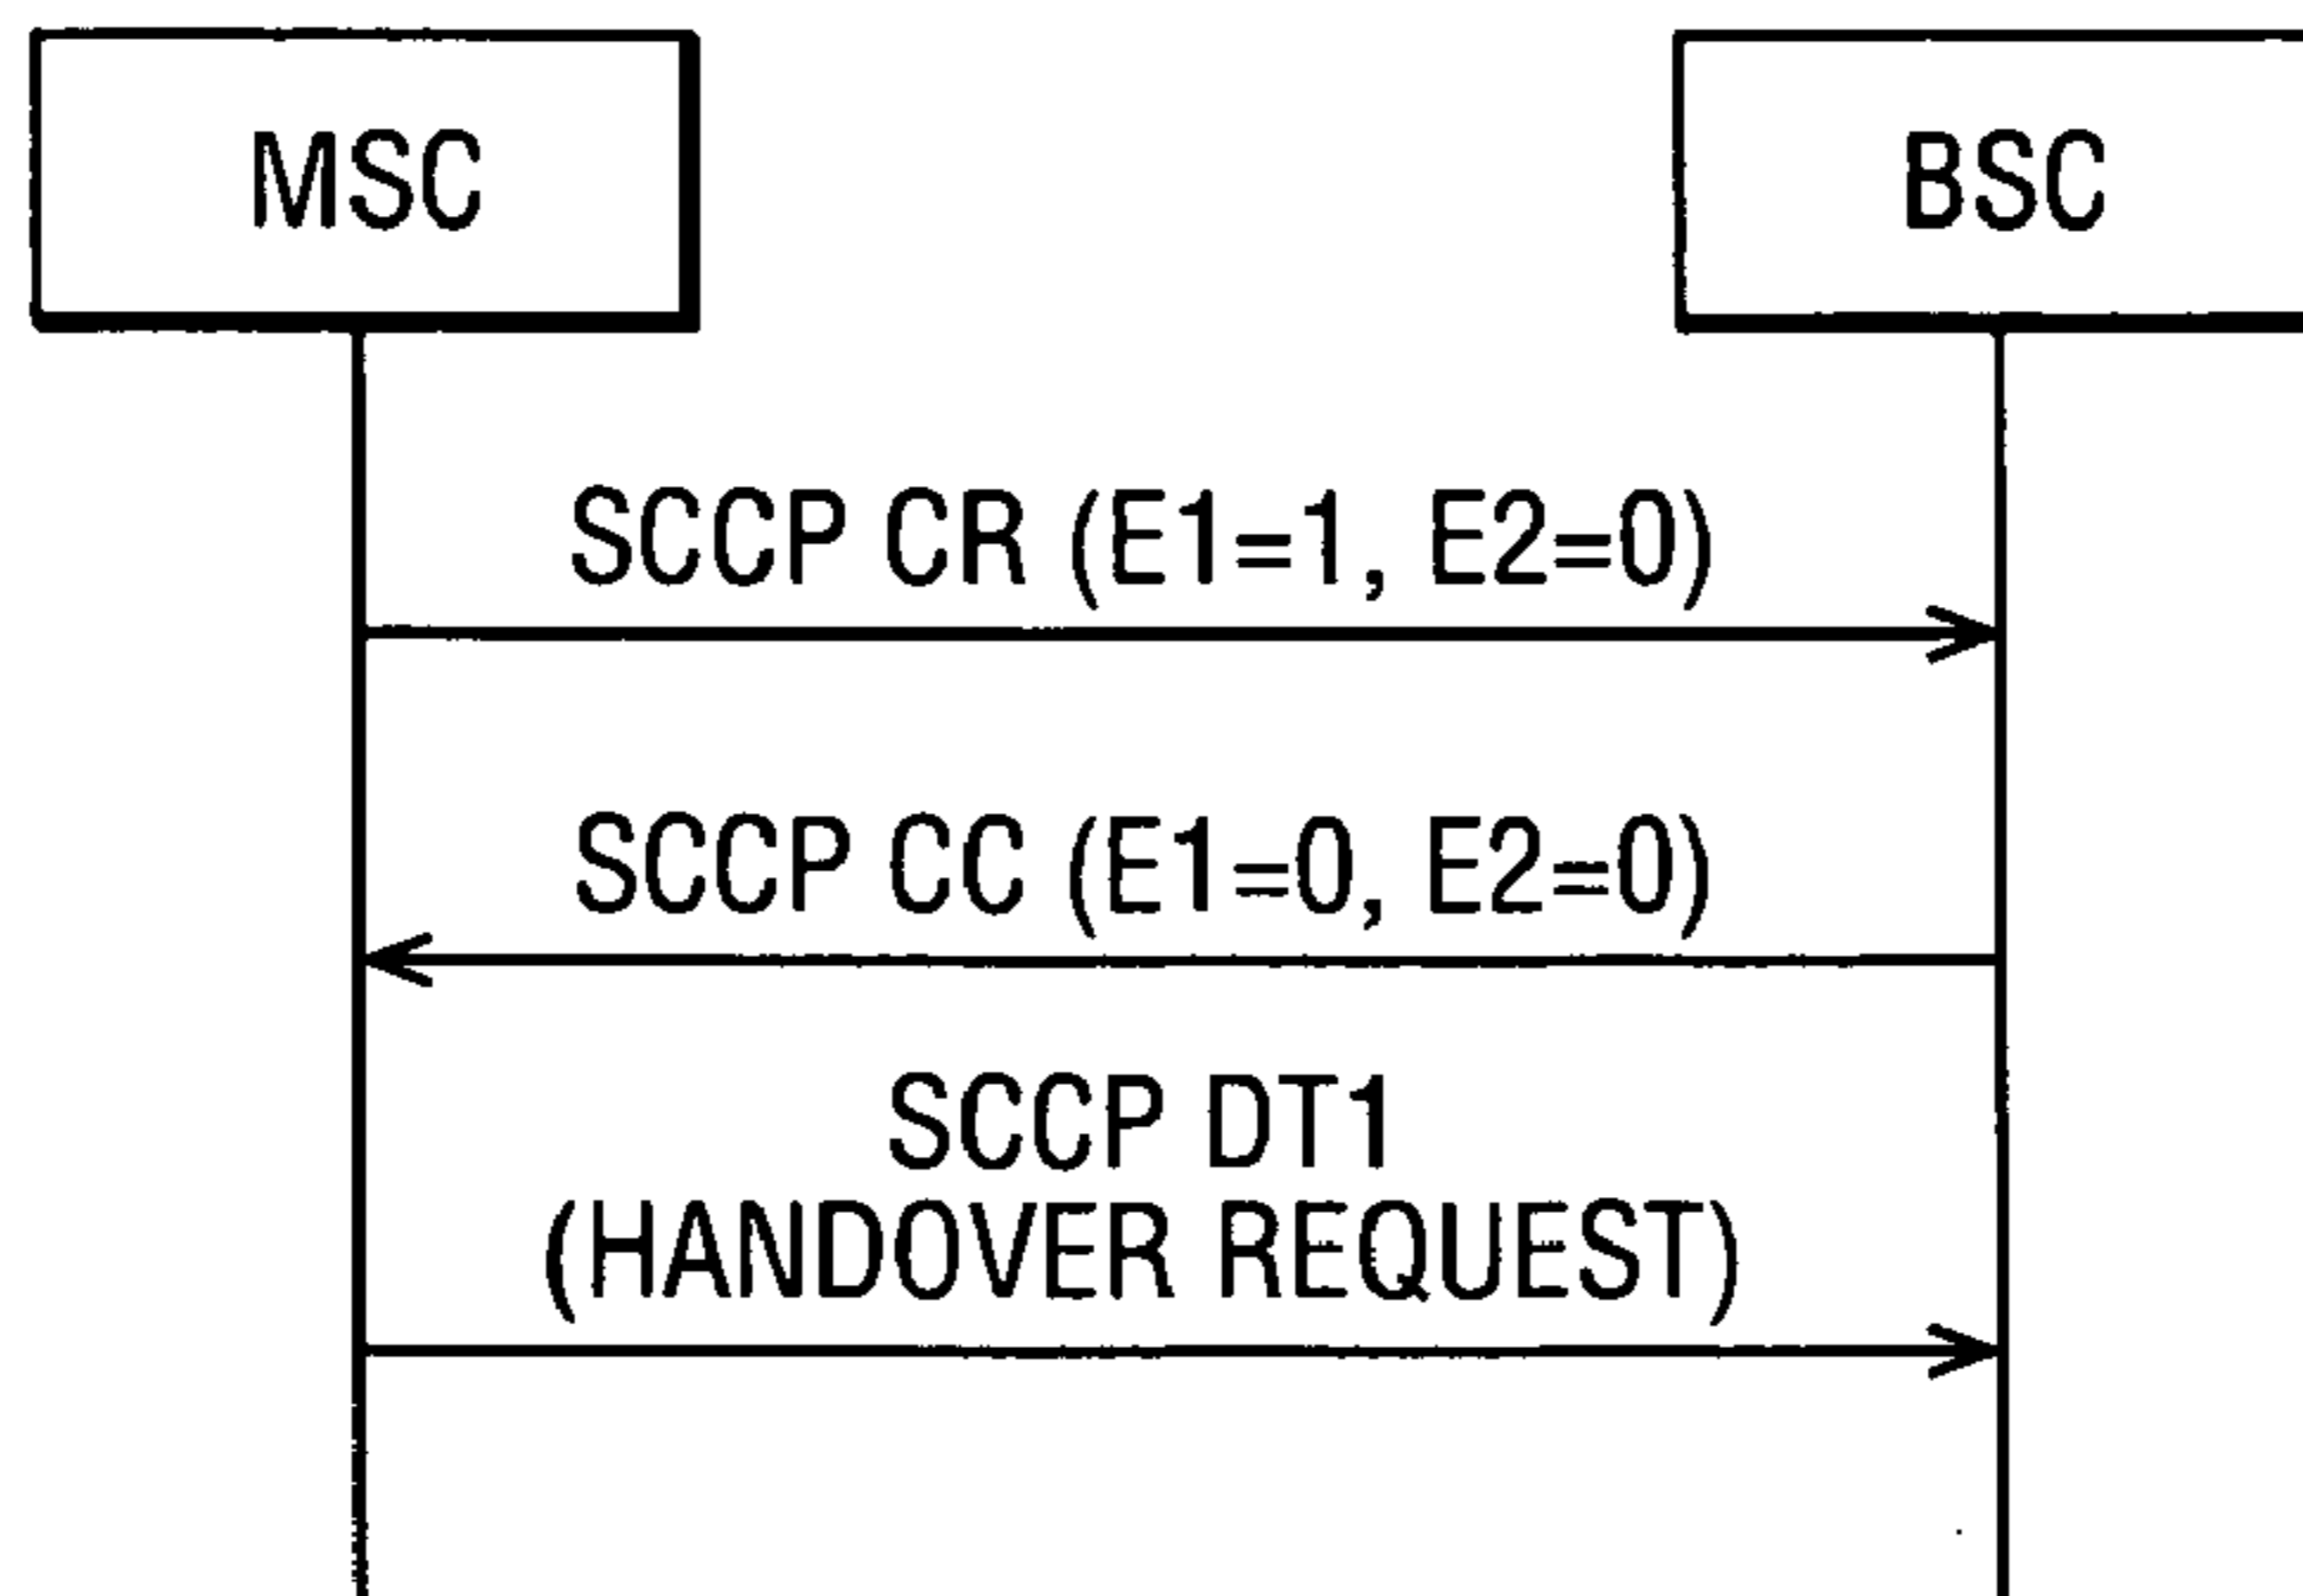 MSC
BSC
SCCP CR (E1=1, E2=0)
SCCP CC (E1=0, E2=0)
SCCP DT1
(HANDOVER REQUEST)